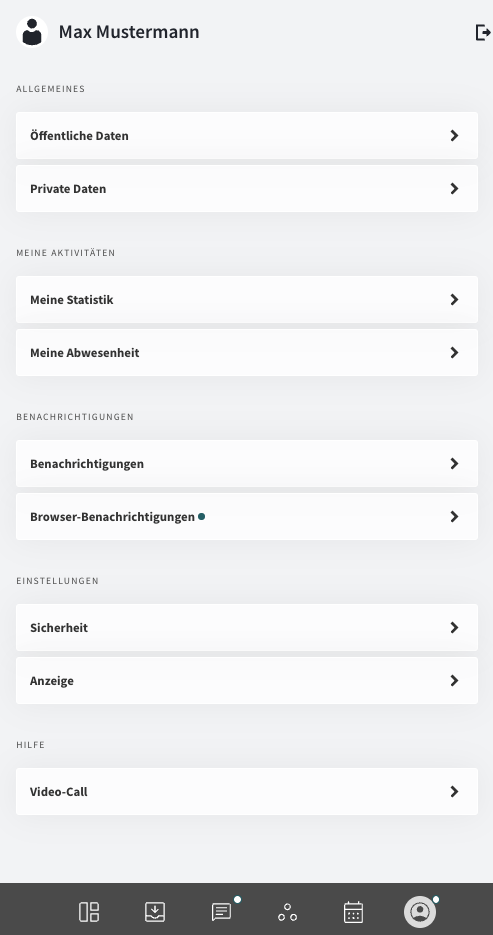 Max Mustermann
ALLGEMEINES
Öffentliche Daten
Private Daten
MEINE AKTIVITÄTEN
Meine Statistik
Meine Abwesenheit
BENACHRICHTIGUNGEN
Benachrichtigungen
Browser-Benachrichtigungen
EINSTELLUNGEN
Sicherheit
Anzeige
HILFE
Video-Call